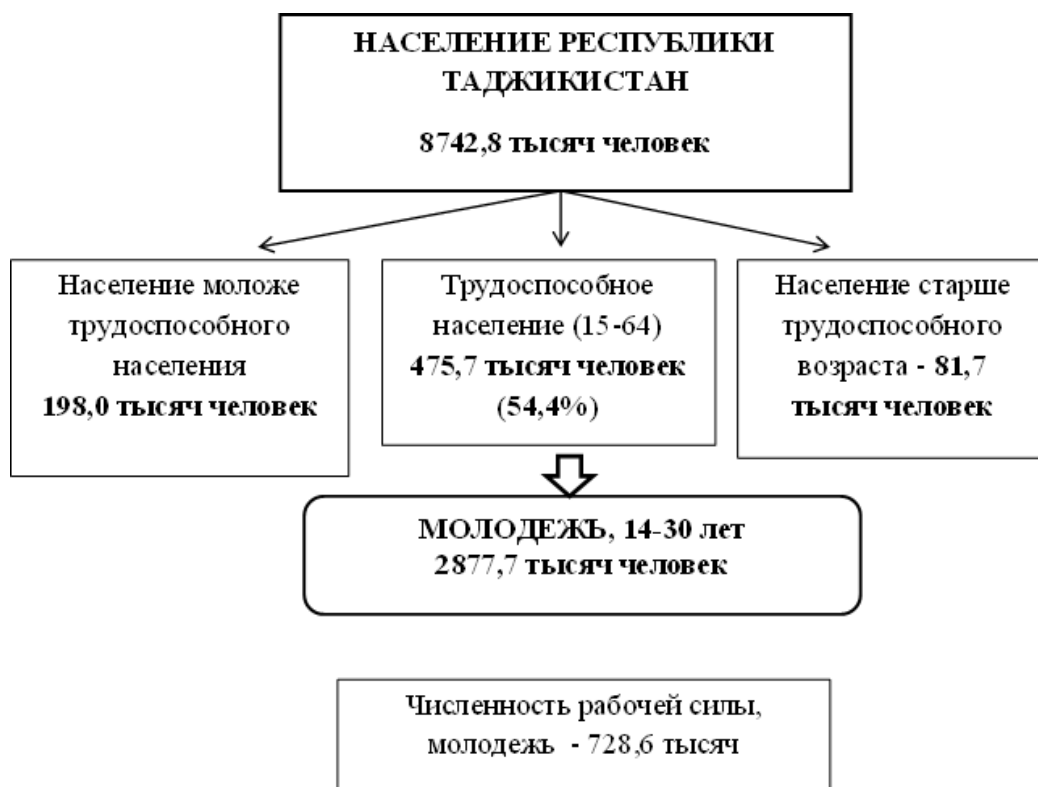 НАСЕЛЕНИЕ РЕСПУБЛИКИ
ТАДЖИКИСТАН
8742,8 тысяч человек
Население моложе
трудоспособного
населения
198,0 тысяч человек
Трудоспособное
население (15-64)
475,7 тысяч человек
(54,4%)
Население старше
трудоспособного
возраста - 81,7
тысяч человек
МОЛОДЕЖЬ, 14-30 лет
2877,7 тысяч человек
Численность рабочей силы,
молодежь - 728,6 тысяч